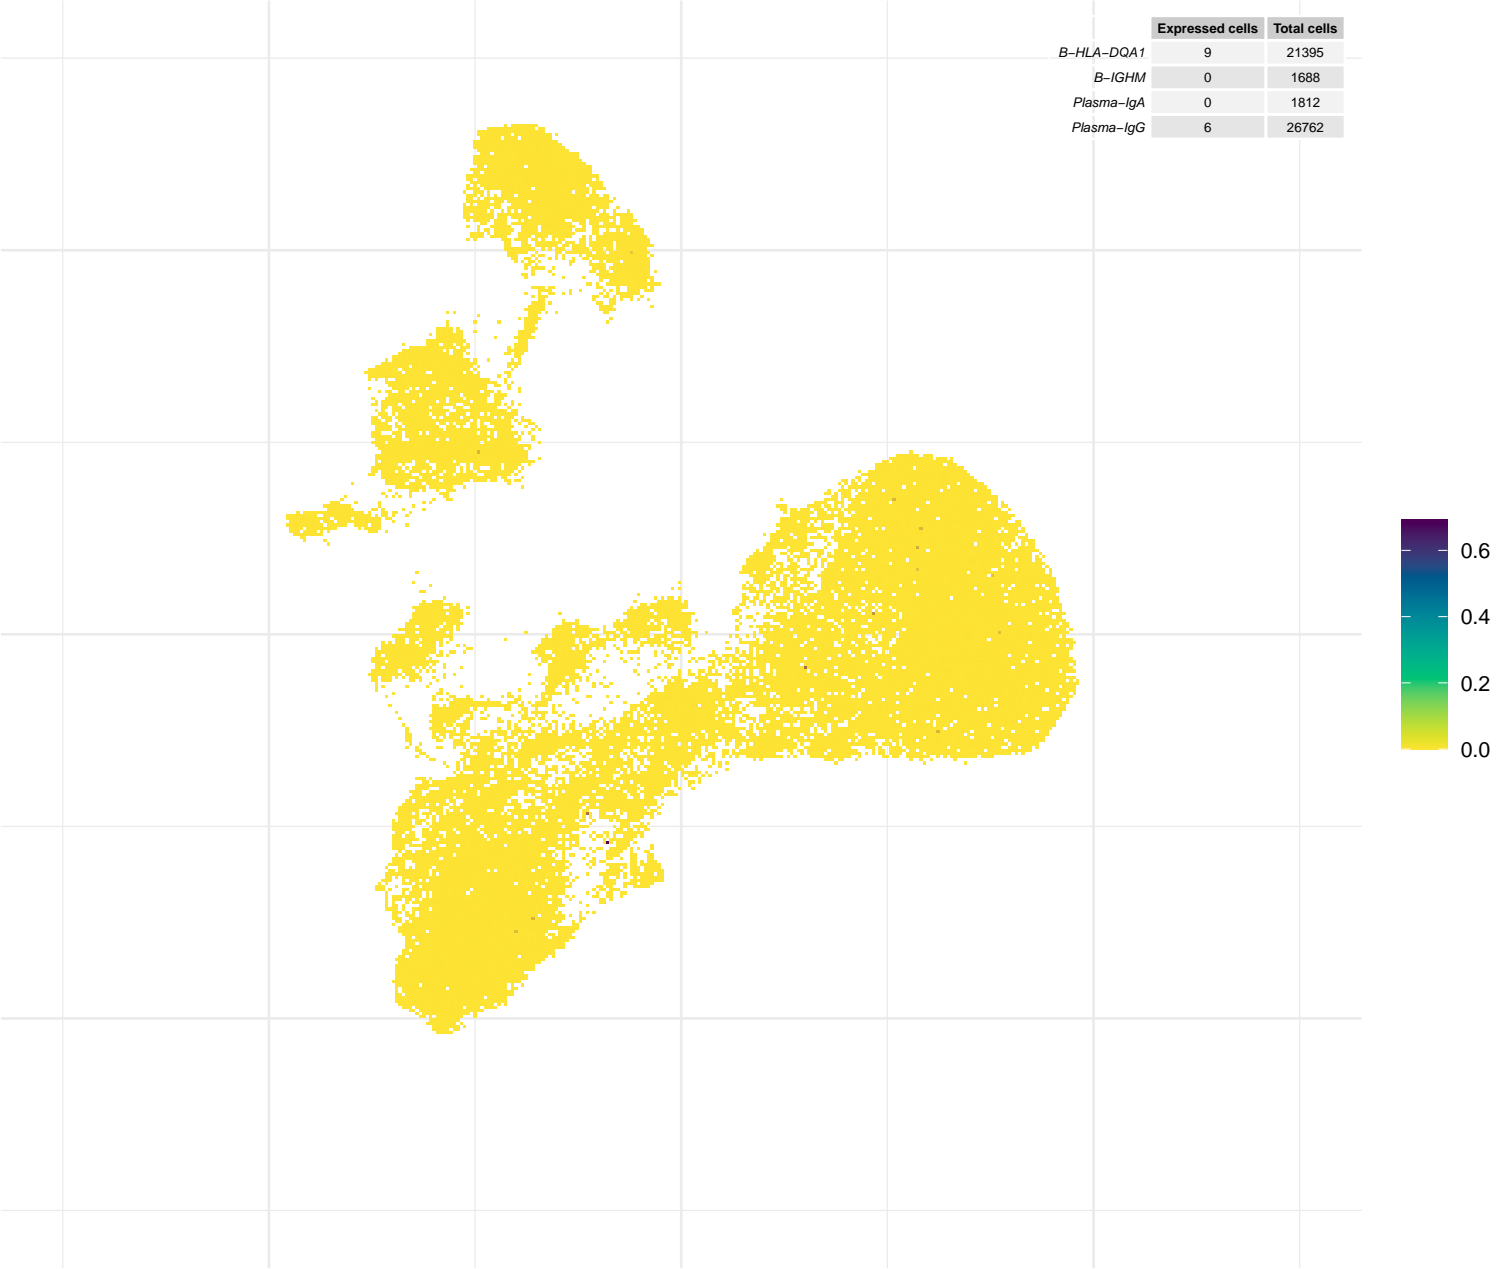 Expressed cells Total cells
B−HLA−DQA1 9 21395
B−IGHM 0 1688
Plasma−IgA 0 1812
Plasma−IgG 6 26762
0.6
0.4
0.2
0.0